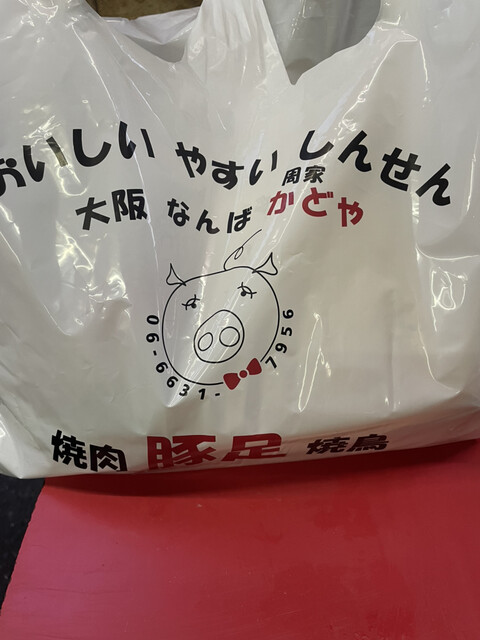 おいしい やすい しんせん
周家
大阪 なんば かどや
06-6631-7956
焼肉 豚足 焼鳥